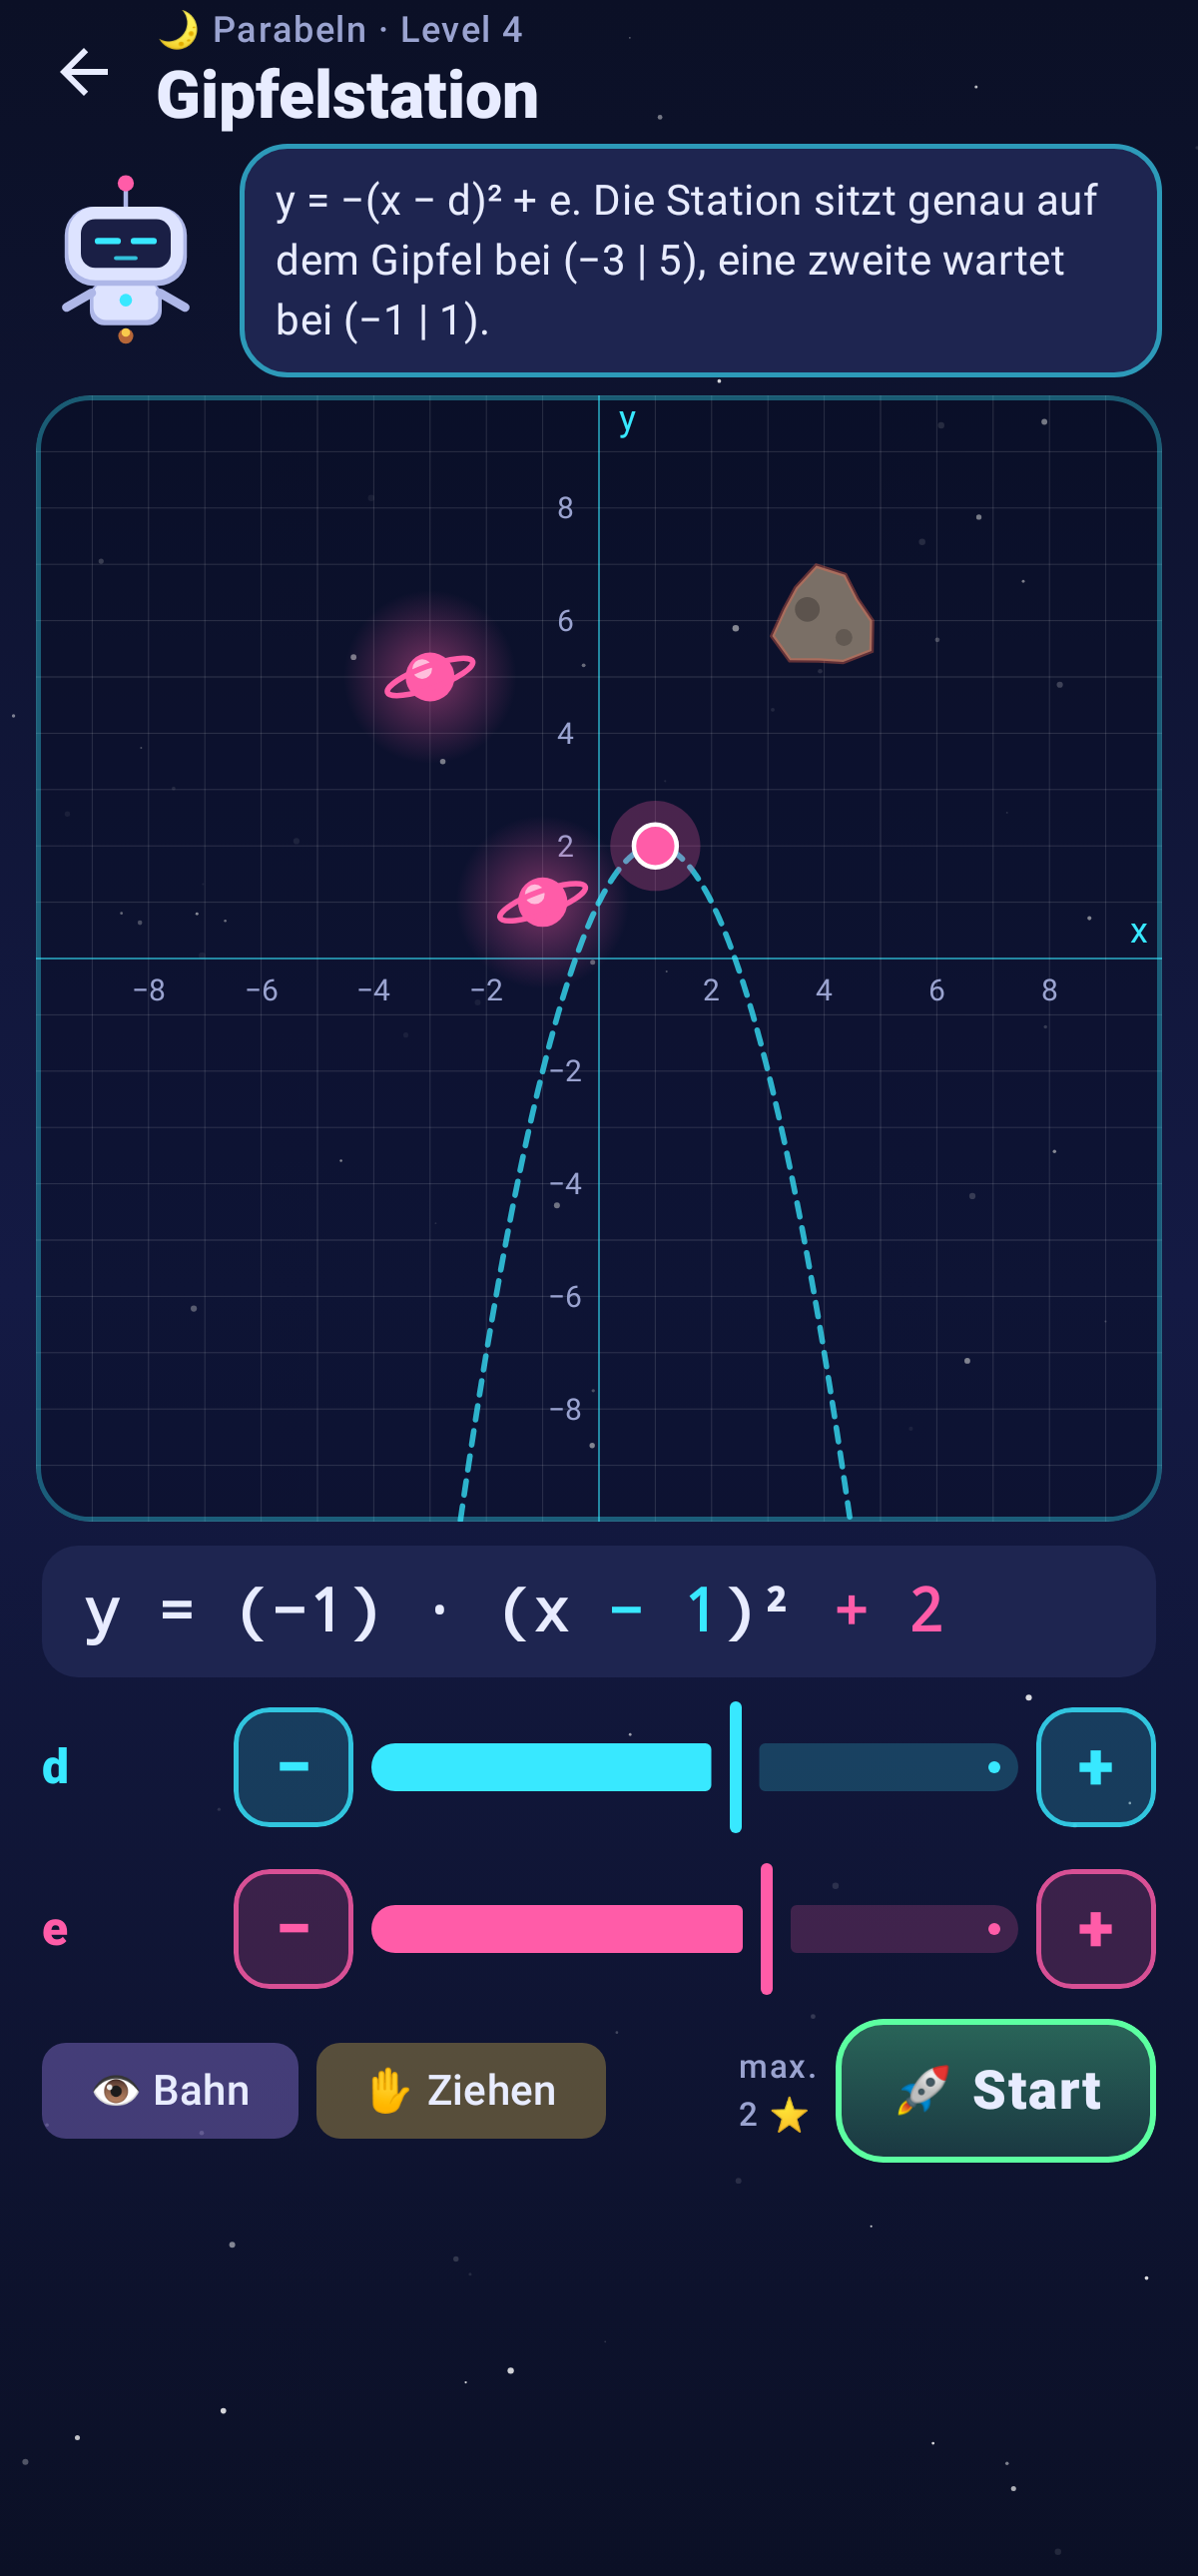 🌙 Parabeln · Level 4
Gipfelstation
y = −(x − d)² + e. Die Station sitzt genau auf
dem Gipfel bei (−3 | 5), eine zweite wartet
bei (−1 | 1).
y
8
6
4
2
x
−8 −6 −4 −2 2 4 6 8
−2
−4
−6
−8
y = (−1) · (x − 1)² + 2
d − +
e − +
👁️ Bahn ✋ Ziehen max. 2 ⭐ 🚀 Start